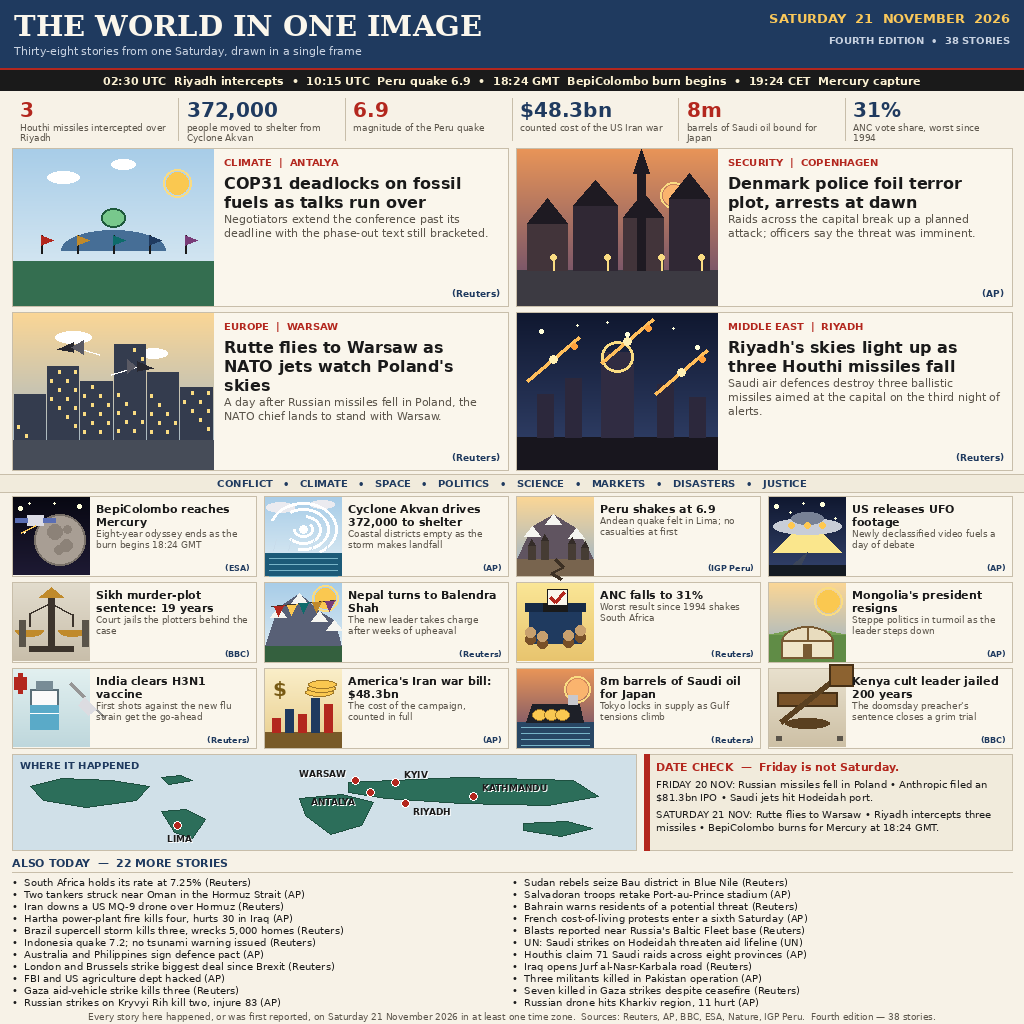 THE WORLD IN ONE IMAGE
Thirty-eight stories from one Saturday, drawn in a single frame
SATURDAY 21 NOVEMBER 2026
FOURTH EDITION • 38 STORIES
02:30 UTC Riyadh intercepts • 10:15 UTC Peru quake 6.9 • 18:24 GMT BepiColombo burn begins • 19:24 CET Mercury capture
3
Houthi missiles intercepted over
Riyadh
372,000
people moved to shelter from
Cyclone Akvan
6.9
magnitude of the Peru quake
$48.3bn
counted cost of the US Iran war
8m
barrels of Saudi oil bound for
Japan
31%
ANC vote share, worst since
1994
CLIMATE | ANTALYA
COP31 deadlocks on fossil
fuels as talks run over
Negotiators extend the conference past its
deadline with the phase-out text still bracketed.
(Reuters)
SECURITY | COPENHAGEN
Denmark police foil terror
plot, arrests at dawn
Raids across the capital break up a planned
attack; officers say the threat was imminent.
(AP)
EUROPE | WARSAW
Rutte flies to Warsaw as
NATO jets watch Poland's
skies
A day after Russian missiles fell in Poland, the
NATO chief lands to stand with Warsaw.
(Reuters)
MIDDLE EAST | RIYADH
Riyadh's skies light up as
three Houthi missiles fall
Saudi air defences destroy three ballistic
missiles aimed at the capital on the third night of
alerts.
(Reuters)
CONFLICT • CLIMATE • SPACE • POLITICS • SCIENCE • MARKETS • DISASTERS • JUSTICE
BepiColombo reaches
Mercury
Eight-year odyssey ends as the
burn begins 18:24 GMT
(ESA)
Cyclone Akvan drives
372,000 to shelter
Coastal districts empty as the
storm makes landfall
(AP)
Peru shakes at 6.9
Andean quake felt in Lima; no
casualties at first
(IGP Peru)
US releases UFO
footage
Newly declassified video fuels a
day of debate
(AP)
Sikh murder-plot
sentence: 19 years
Court jails the plotters behind the
case
(BBC)
Nepal turns to Balendra
Shah
The new leader takes charge
after weeks of upheaval
(Reuters)
ANC falls to 31%
Worst result since 1994 shakes
South Africa
(Reuters)
Mongolia's president
resigns
Steppe politics in turmoil as the
leader steps down
(AP)
India clears H3N1
vaccine
First shots against the new flu
strain get the go-ahead
(Reuters)
$
America's Iran war bill:
$48.3bn
The cost of the campaign,
counted in full
(AP)
8m barrels of Saudi oil
for Japan
Tokyo locks in supply as Gulf
tensions climb
(Reuters)
Kenya cult leader jailed
200 years
The doomsday preacher's
sentence closes a grim trial
(BBC)
WHERE IT HAPPENED
WARSAW
KYIV
KATHMANDU
ANTALYA
RIYADH
LIMA
DATE CHECK — Friday is not Saturday.
FRIDAY 20 NOV: Russian missiles fell in Poland • Anthropic filed an
$81.3bn IPO • Saudi jets hit Hodeidah port.
SATURDAY 21 NOV: Rutte flies to Warsaw • Riyadh intercepts three
missiles • BepiColombo burns for Mercury at 18:24 GMT.
ALSO TODAY — 22 MORE STORIES
• South Africa holds its rate at 7.25% (Reuters)
• Two tankers struck near Oman in the Hormuz Strait (AP)
• Iran downs a US MQ-9 drone over Hormuz (Reuters)
• Hartha power-plant fire kills four, hurts 30 in Iraq (AP)
• Brazil supercell storm kills three, wrecks 5,000 homes (Reuters)
• Indonesia quake 7.2; no tsunami warning issued (Reuters)
• Australia and Philippines sign defence pact (AP)
• London and Brussels strike biggest deal since Brexit (Reuters)
• FBI and US agriculture dept hacked (AP)
• Gaza aid-vehicle strike kills three (Reuters)
• Russian strikes on Kryvyi Rih kill two, injure 83 (AP)
• Sudan rebels seize Bau district in Blue Nile (Reuters)
• Salvadoran troops retake Port-au-Prince stadium (AP)
• Bahrain warns residents of a potential threat (Reuters)
• French cost-of-living protests enter a sixth Saturday (AP)
• Blasts reported near Russia's Baltic Fleet base (Reuters)
• UN: Saudi strikes on Hodeidah threaten aid lifeline (UN)
• Houthis claim 71 Saudi raids across eight provinces (AP)
• Iraq opens Jurf al-Nasr-Karbala road (Reuters)
• Three militants killed in Pakistan operation (AP)
• Seven killed in Gaza strikes despite ceasefire (Reuters)
• Russian drone hits Kharkiv region, 11 hurt (AP)
Every story here happened, or was first reported, on Saturday 21 November 2026 in at least one time zone. Sources: Reuters, AP, BBC, ESA, Nature, IGP Peru. Fourth edition — 38 stories.